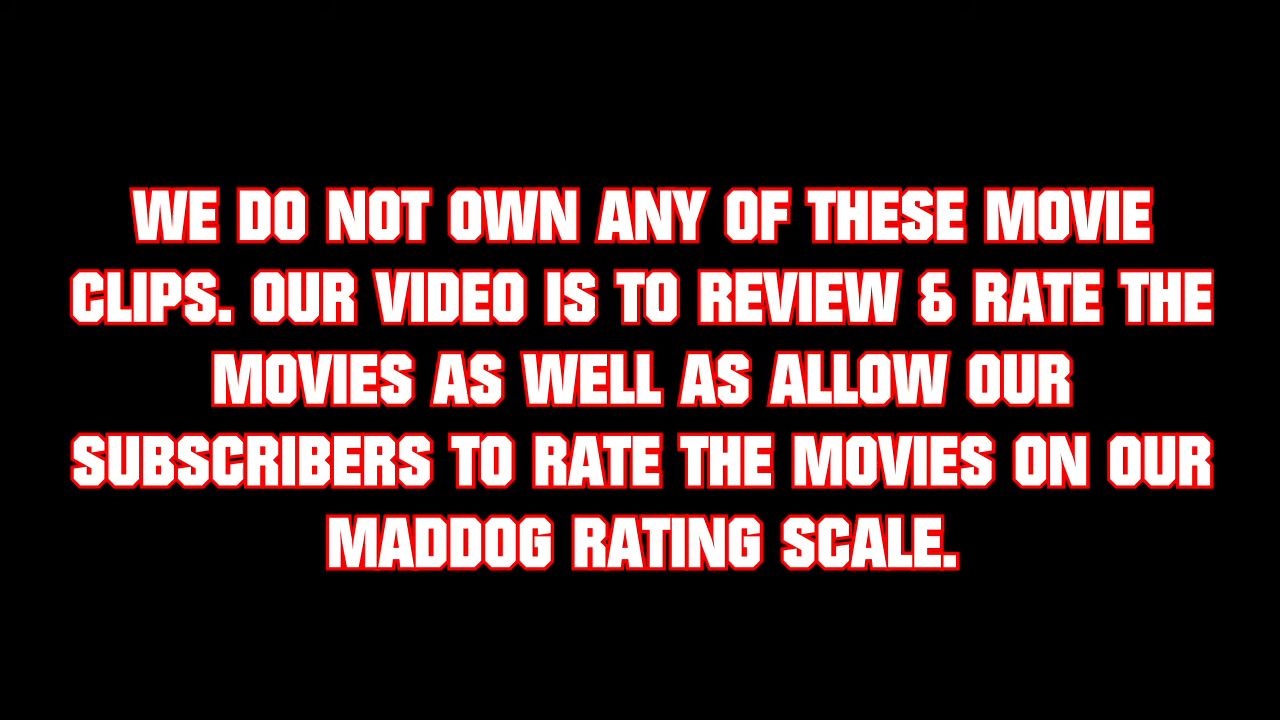 WE DO NOT OWN ANY OF THESE MOVIE
CLIPS. OUR VIDEO IS TO REVIEW & RATE THE
MOVIES AS WELL AS ALLOW OUR
SUBSCRIBERS TO RATE THE MOVIES ON OUR
MADDOG RATING SCALE.